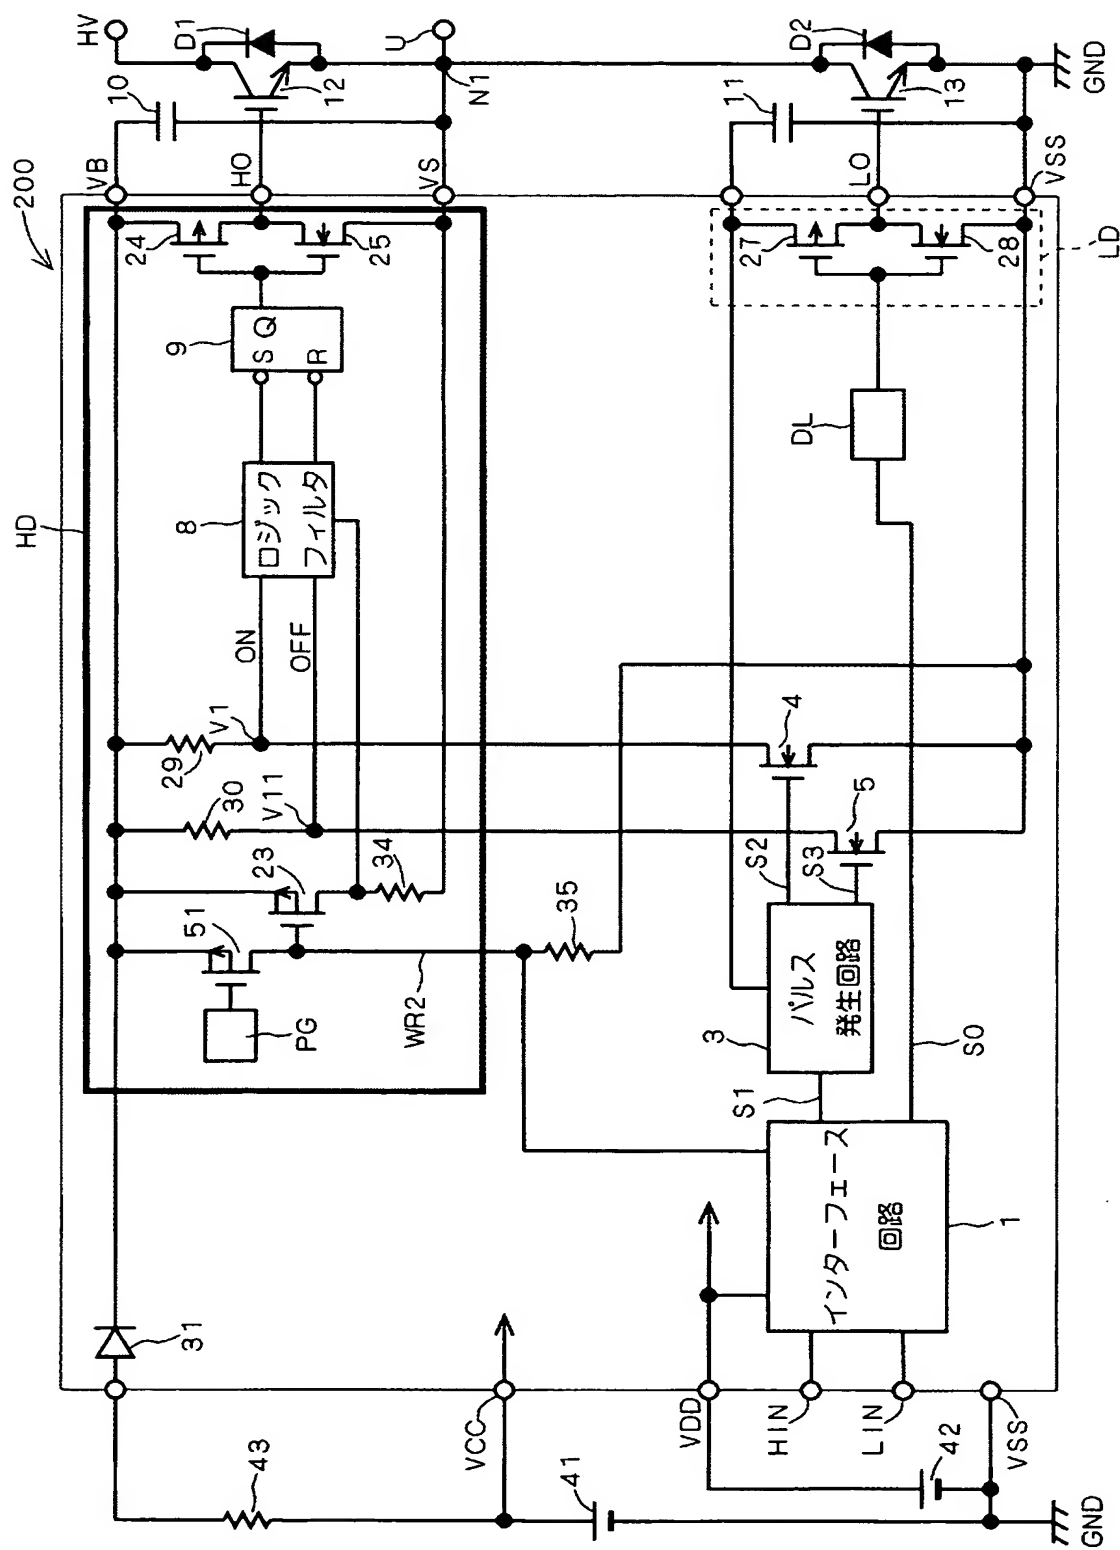 200
HD
VB
10
HV
D1
24
HO
12
25
VS
N1
U
9
S Q
R
8
ロジック
フィルタ
ON
OFF
V1
29
V11
30
23
34
51
PG
WR2
35
31
43
VCC
41
27
11
LO
D2
13
28
LD
VSS
GND
DL
4
5
S2
S3
3
パルス
発生回路
S1
S0
インターフェース
回路
1
VDD
HIN
LIN
42
VSS
GND